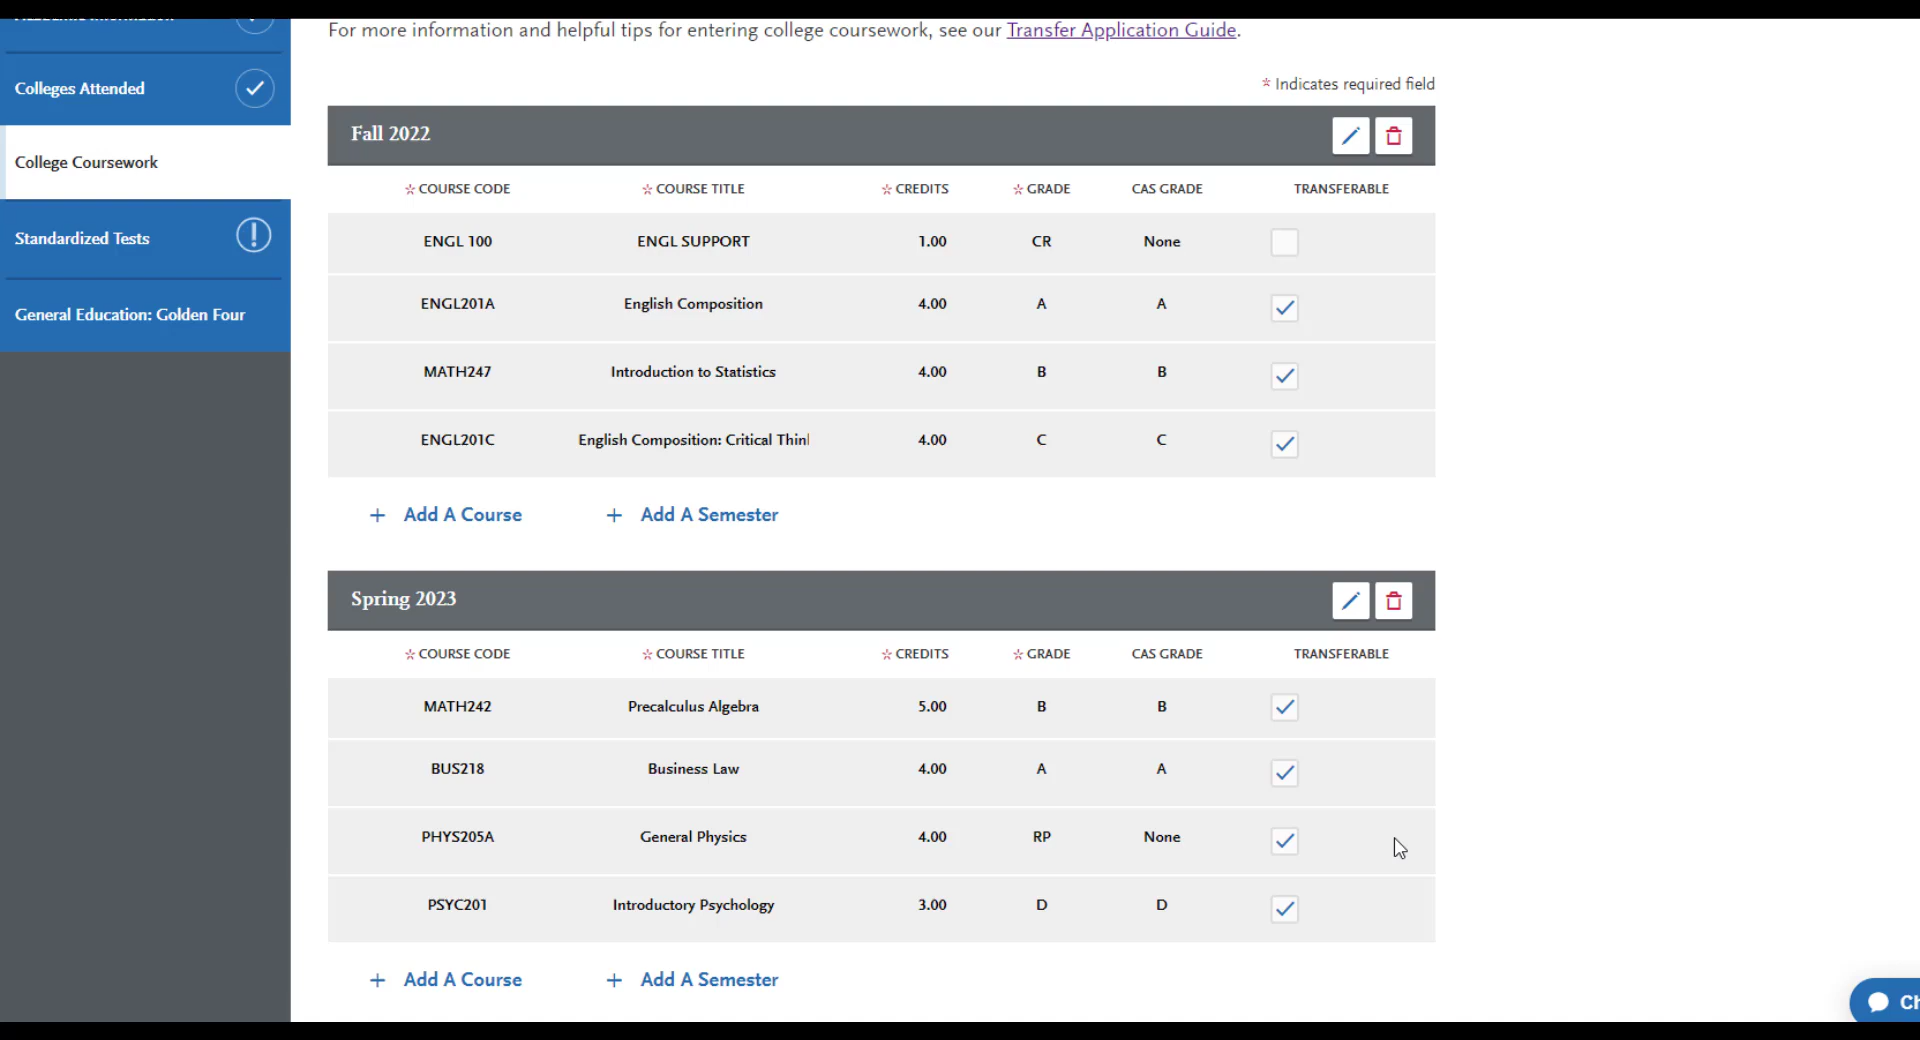 For more information and helpful tips for entering college coursework, see our Transfer Application Guide.
Colleges Attended
College Coursework
Standardized Tests
General Education: Golden Four
* Indicates required field
Fall 2022
* COURSE CODE * COURSE TITLE * CREDITS * GRADE CAS GRADE TRANSFERABLE
ENGL 100 ENGL SUPPORT 1.00 CR None
ENGL201A English Composition 4.00 A A
MATH247 Introduction to Statistics 4.00 B B
ENGL201C English Composition: Critical Thin 4.00 C C
+ Add A Course + Add A Semester
Spring 2023
* COURSE CODE * COURSE TITLE * CREDITS * GRADE CAS GRADE TRANSFERABLE
MATH242 Precalculus Algebra 5.00 B B
BUS218 Business Law 4.00 A A
PHYS205A General Physics 4.00 RP None
PSYC201 Introductory Psychology 3.00 D D
+ Add A Course + Add A Semester
Ch